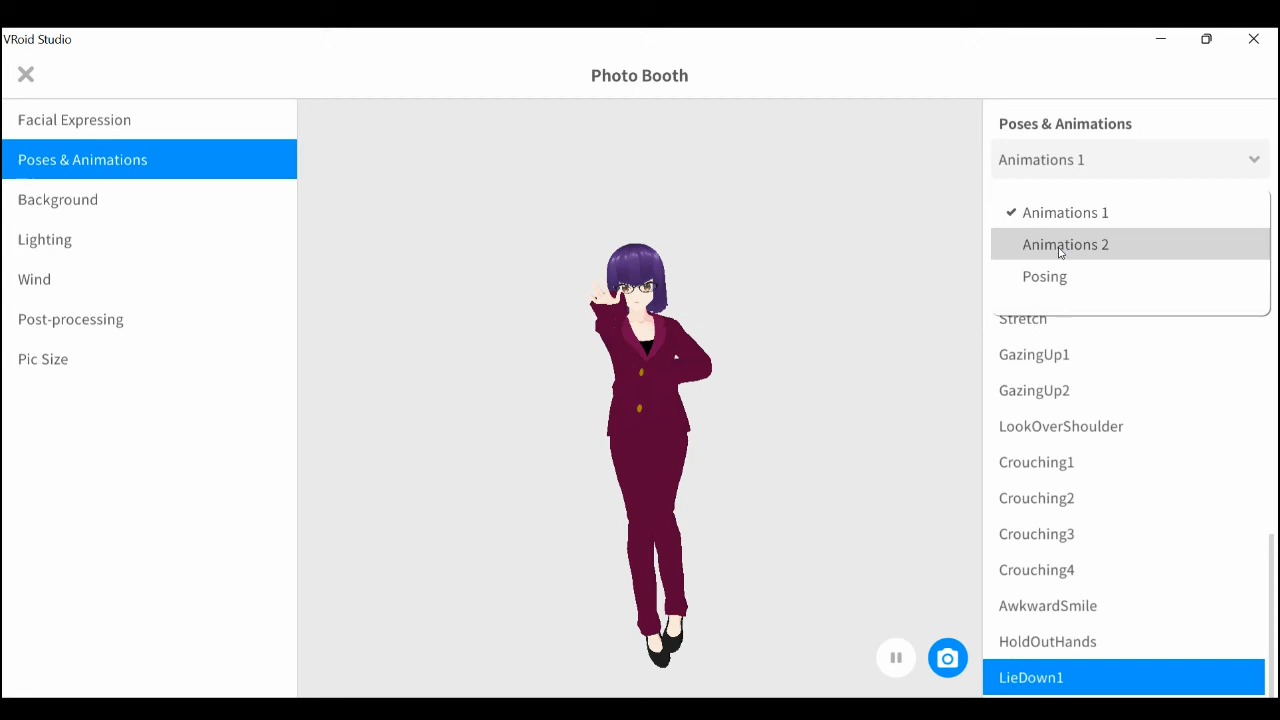 VRoid Studio
Photo Booth
Facial Expression
Poses & Animations
Background
Lighting
Wind
Post-processing
Pic Size
Poses & Animations
Animations 1
Animations 1
Animations 2
Posing
Stretch
GazingUp1
GazingUp2
LookOverShoulder
Crouching1
Crouching2
Crouching3
Crouching4
AwkwardSmile
HoldOutHands
LieDown1